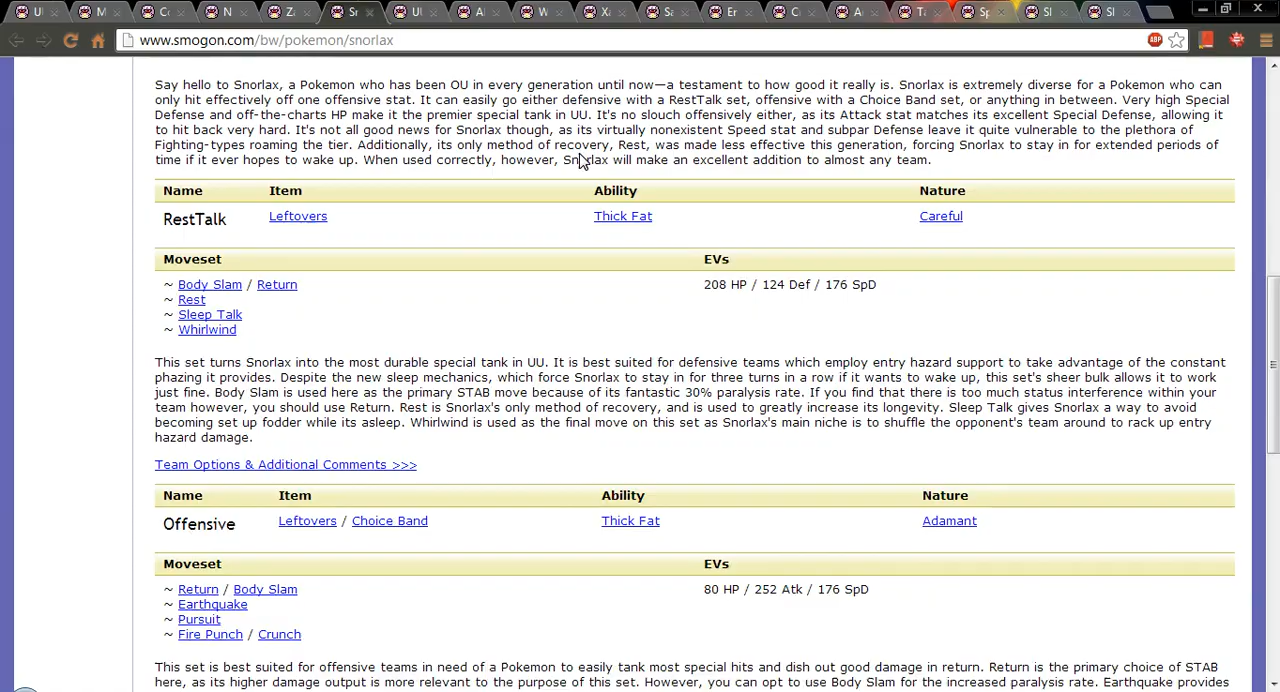 U M C N Z Sn U Al W X Sa Er C A Ti Sp Sl Sl
www.smogon.com/bw/pokemon/snorlax
ABP
Say hello to Snorlax, a Pokemon who has been OU in every generation until now—a testament to how good it really is. Snorlax is extremely diverse for a Pokemon who can
only hit effectively off one offensive stat. It can easily go either defensive with a RestTalk set, offensive with a Choice Band set, or anything in between. Very high Special
Defense and off-the-charts HP make it the premier special tank in UU. It's no slouch offensively either, as its Attack stat matches its excellent Special Defense, allowing it
to hit back very hard. It's not all good news for Snorlax though, as its virtually nonexistent Speed stat and subpar Defense leave it quite vulnerable to the plethora of
Fighting-types roaming the tier. Additionally, its only method of recovery, Rest, was made less effective this generation, forcing Snorlax to stay in for extended periods of
time if it ever hopes to wake up. When used correctly, however, Snorlax will make an excellent addition to almost any team.
Name Item Ability Nature
RestTalk Leftovers Thick Fat Careful
Moveset EVs
~ Body Slam / Return 208 HP / 124 Def / 176 SpD
~ Rest
~ Sleep Talk
~ Whirlwind
This set turns Snorlax into the most durable special tank in UU. It is best suited for defensive teams which employ entry hazard support to take advantage of the constant
phazing it provides. Despite the new sleep mechanics, which force Snorlax to stay in for three turns in a row if it wants to wake up, this set's sheer bulk allows it to work
just fine. Body Slam is used here as the primary STAB move because of its fantastic 30% paralysis rate. If you find that there is too much status interference within your
team however, you should use Return. Rest is Snorlax's only method of recovery, and is used to greatly increase its longevity. Sleep Talk gives Snorlax a way to avoid
becoming set up fodder while its asleep. Whirlwind is used as the final move on this set as Snorlax's main niche is to shuffle the opponent's team around to rack up entry
hazard damage.
Team Options & Additional Comments >>>
Name Item Ability Nature
Offensive Leftovers / Choice Band Thick Fat Adamant
Moveset EVs
~ Return / Body Slam 80 HP / 252 Atk / 176 SpD
~ Earthquake
~ Pursuit
~ Fire Punch / Crunch
This set is best suited for offensive teams in need of a Pokemon to easily tank most special hits and dish out good damage in return. Return is the primary choice of STAB
here, as its higher damage output is more relevant to the purpose of this set. However, you can opt to use Body Slam for the increased paralysis rate. Earthquake provides